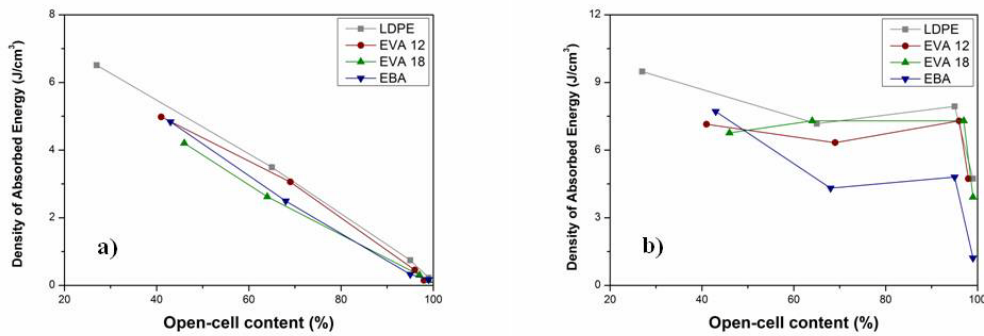 Density of Absorbed Energy (J/cm³)
8
6
4
2
0
LDPE
EVA 12
EVA 18
EBA
a)
20 40 60 80 100
Open-cell content (%)
Density of Absorbed Energy (J/cm³)
12
9
6
3
0
LDPE
EVA 12
EVA 18
EBA
b)
20 40 60 80 100
Open-cell content (%)